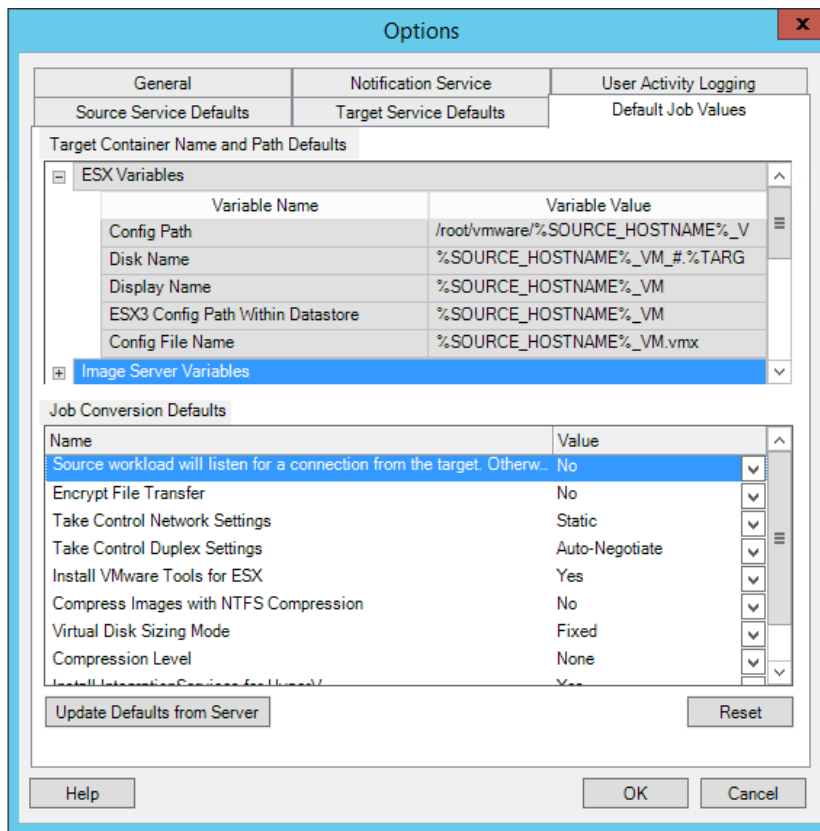 Options
x
General Notification Service User Activity Logging
Source Service Defaults Target Service Defaults Default Job Values
Target Container Name and Path Defaults
ESX Variables
Variable Name Variable Value
Config Path /root/vmware/%SOURCE_HOSTNAME%_V
Disk Name %SOURCE_HOSTNAME%_VM_#.%TARG
Display Name %SOURCE_HOSTNAME%_VM
ESX3 Config Path Within Datastore %SOURCE_HOSTNAME%_VM
Config File Name %SOURCE_HOSTNAME%_VM.vmx
Image Server Variables
Job Conversion Defaults
Name Value
Source workload will listen for a connection from the target. Otherw... No
Encrypt File Transfer No
Take Control Network Settings Static
Take Control Duplex Settings Auto-Negotiate
Install VMware Tools for ESX Yes
Compress Images with NTFS Compression No
Virtual Disk Sizing Mode Fixed
Compression Level None
Install IntegrationServices for HyperV Yes
Update Defaults from Server Reset
Help OK Cancel